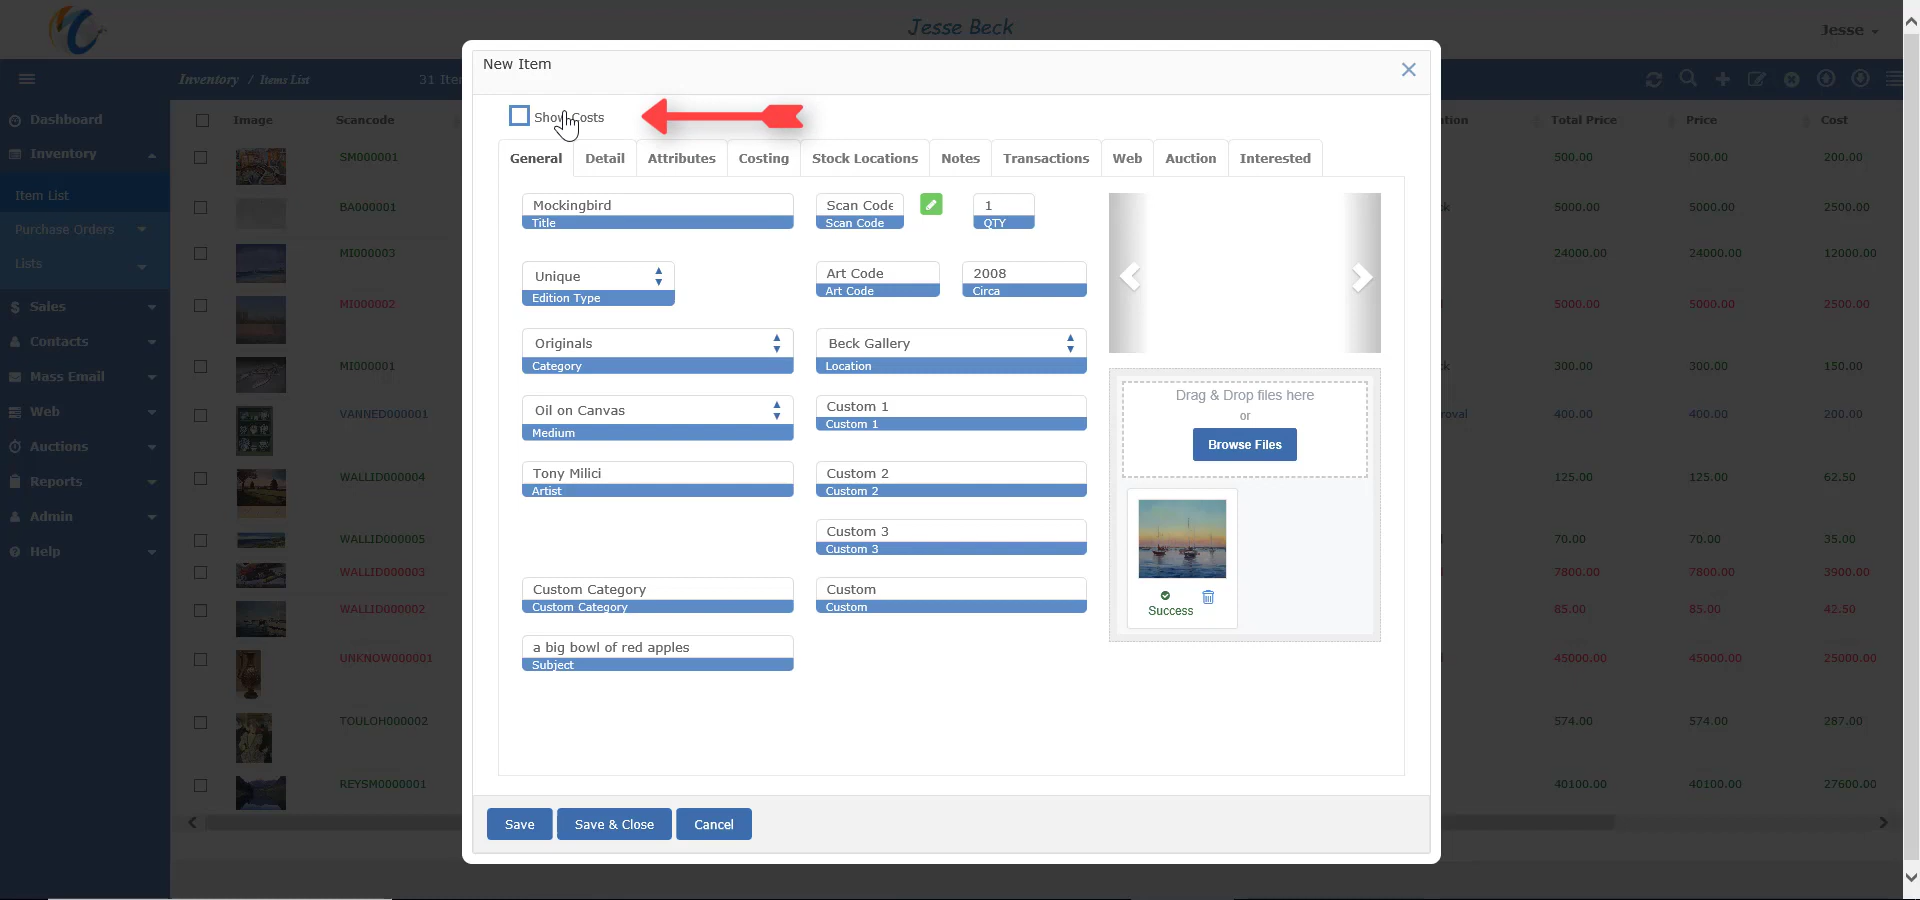 Jesse Beck
Jesse
Inventory / Items List
31 Ite
New Item
Show Costs
General Detail Attributes Costing Stock Locations Notes Transactions Web Auction Interested
Dashboard
Inventory
Item List
Purchase Orders
Lists
Sales
Contacts
Mass Email
Web
Auctions
Reports
Admin
Help
Image Scancode
SM000001
BA000001
MI000003
MI000002
MI000001
VANNED000001
WALLID000004
WALLID000005
WALLID000003
WALLID000002
UNKNOW000001
TOULOH000002
REYSM0000001
Mockingbird
Title
Scan Code
Scan Code
1
QTY
Unique
Edition Type
Art Code
Art Code
2008
Circa
Originals
Category
Beck Gallery
Location
Oil on Canvas
Medium
Custom 1
Custom 1
Tony Milici
Artist
Custom 2
Custom 2
Custom 3
Custom 3
Custom Category
Custom Category
Custom
Custom
a big bowl of red apples
Subject
Drag & Drop files here
or
Browse Files
Success
Save Save & Close Cancel
ation Total Price Price Cost
500.00 500.00 200.00
k 5000.00 5000.00 2500.00
24000.00 24000.00 12000.00
5000.00 5000.00 2500.00
k 300.00 300.00 150.00
roval 400.00 400.00 200.00
125.00 125.00 62.50
70.00 70.00 35.00
7800.00 7800.00 3900.00
85.00 85.00 42.50
45000.00 45000.00 25000.00
574.00 574.00 287.00
40100.00 40100.00 27600.00